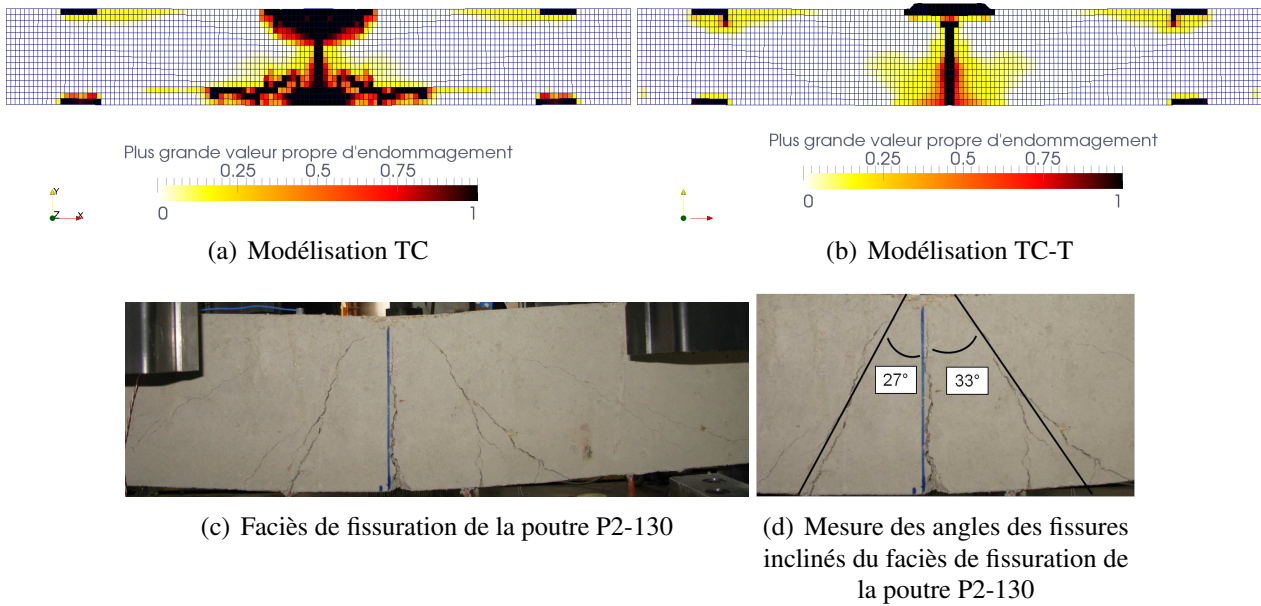 Plus grande valeur propre d'endommagement
0.25 0.5 0.75
0 1
Y
Z X
(a) Modélisation TC
Plus grande valeur propre d'endommagement
0.25 0.5 0.75
0 1
(b) Modélisation TC-T
(c) Faciès de fissuration de la poutre P2-130
27° 33°
(d) Mesure des angles des fissures
inclinés du faciès de fissuration de
la poutre P2-130